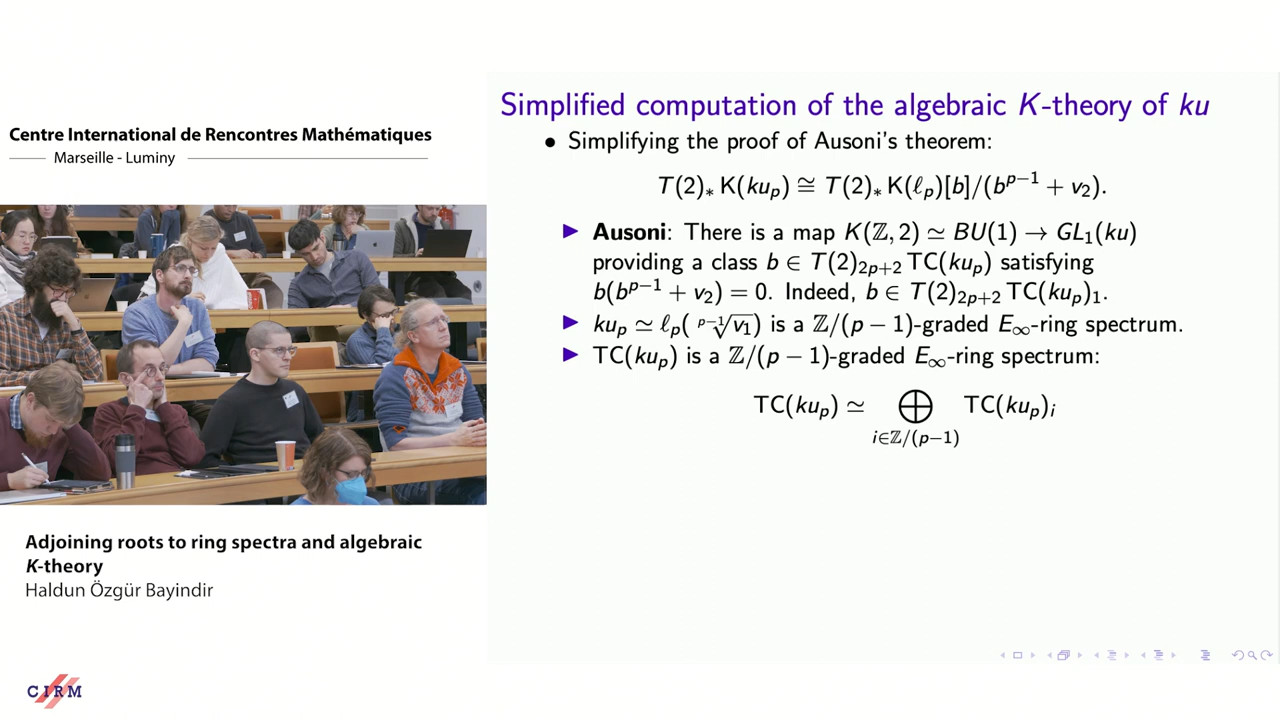 Centre International de Rencontres Mathématiques
Marseille - Luminy
Adjoining roots to ring spectra and algebraic
K-theory
Haldun Özgür Bayindir
CIRM
Simplified computation of the algebraic K-theory of ku
• Simplifying the proof of Ausoni's theorem:
T(2)_* K(ku_p) ≅ T(2)_* K(ℓ_p)[b]/(b^{p−1} + v_2).
▶ Ausoni: There is a map K(ℤ, 2) ≃ BU(1) → GL_1(ku)
providing a class b ∈ T(2)_{2p+2} TC(ku_p) satisfying
b(b^{p−1} + v_2) = 0. Indeed, b ∈ T(2)_{2p+2} TC(ku_p)_1.
▶ ku_p ≃ ℓ_p( ^{p−1}√v_1) is a ℤ/(p − 1)-graded E_∞-ring spectrum.
▶ TC(ku_p) is a ℤ/(p − 1)-graded E_∞-ring spectrum:
TC(ku_p) ≃ ⊕_{i∈ℤ/(p−1)} TC(ku_p)_i